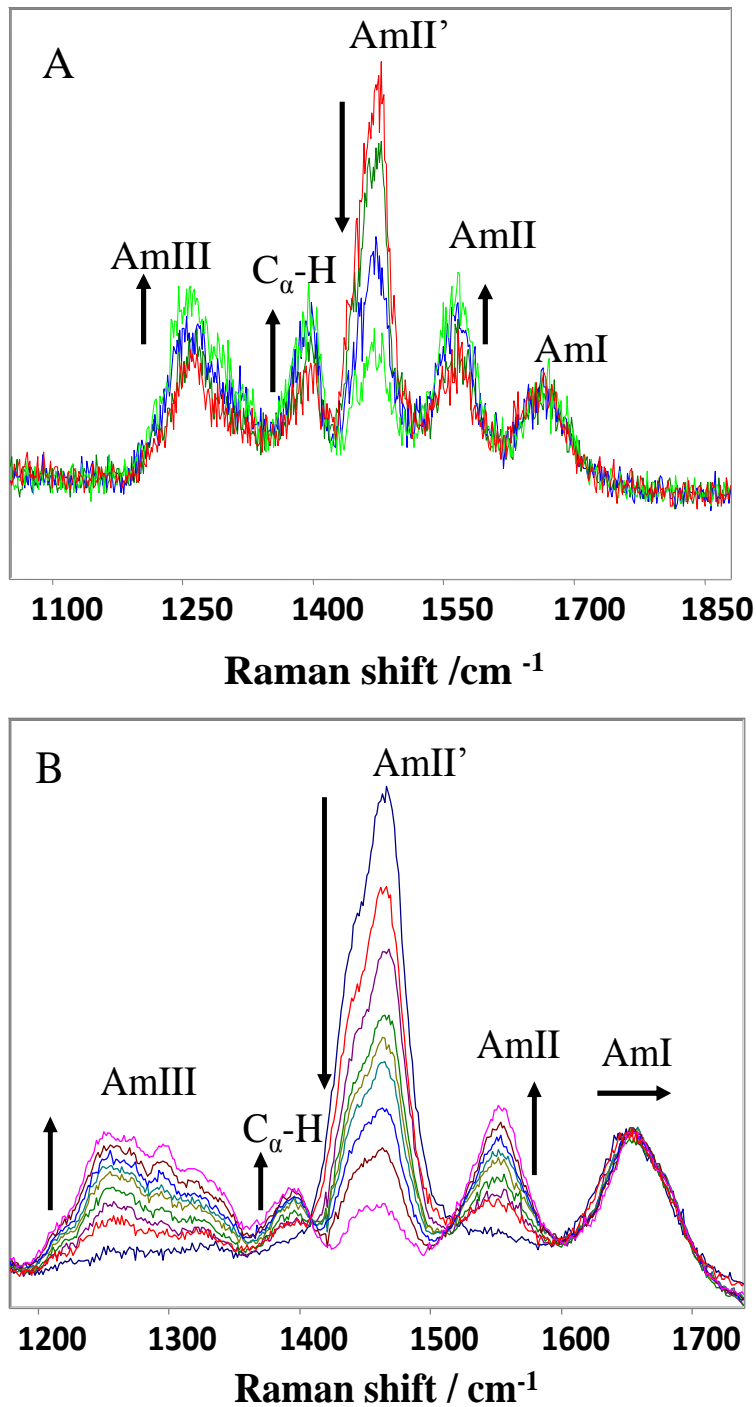 A
AmII’
AmIII
Cα-H
AmII
AmI
1100 1250 1400 1550 1700 1850
Raman shift /cm -1
B
AmII’
AmIII
Cα-H
AmII
AmI
1200 1300 1400 1500 1600 1700
Raman shift / cm-1